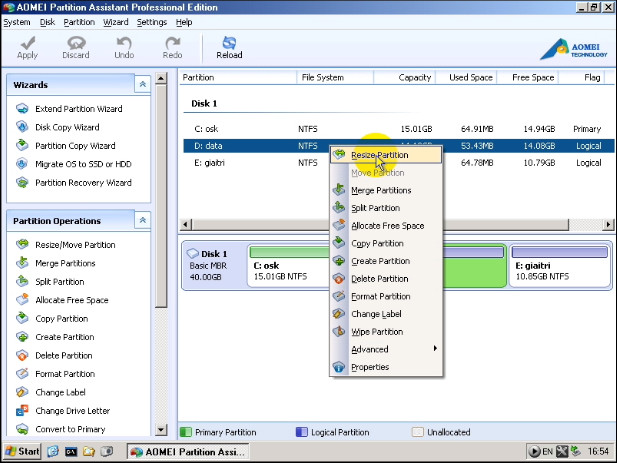 AOMEI Partition Assistant Professional Edition
System Disk Partition Wizard Settings Help
Apply Discard Undo Redo Reload
AOMEI
TECHNOLOGY
Wizards
Extend Partition Wizard
Disk Copy Wizard
Partition Copy Wizard
Migrate OS to SSD or HDD
Partition Recovery Wizard
Partition Operations
Resize/Move Partition
Merge Partitions
Split Partition
Allocate Free Space
Copy Partition
Create Partition
Delete Partition
Format Partition
Change Label
Change Drive Letter
Convert to Primary
Partition File System Capacity Used Space Free Space Flag
Disk 1
C: osk NTFS 15.01GB 64.91MB 14.94GB Primary
D: data NTFS 53.43MB 14.08GB Logical
E: giaitri NTFS 64.78MB 10.79GB Logical
Resize Partition
Move Partition
Merge Partitions
Split Partition
Allocate Free Space
Copy Partition
Create Partition
Delete Partition
Format Partition
Change Label
Wipe Partition
Advanced
Properties
Disk 1
Basic MBR
40.00GB
C: osk
15.01GB NTFS
E: giaitri
10.85GB NTFS
Primary Partition Logical Partition Unallocated
Start AOMEI Partition Assi... EN 16:54